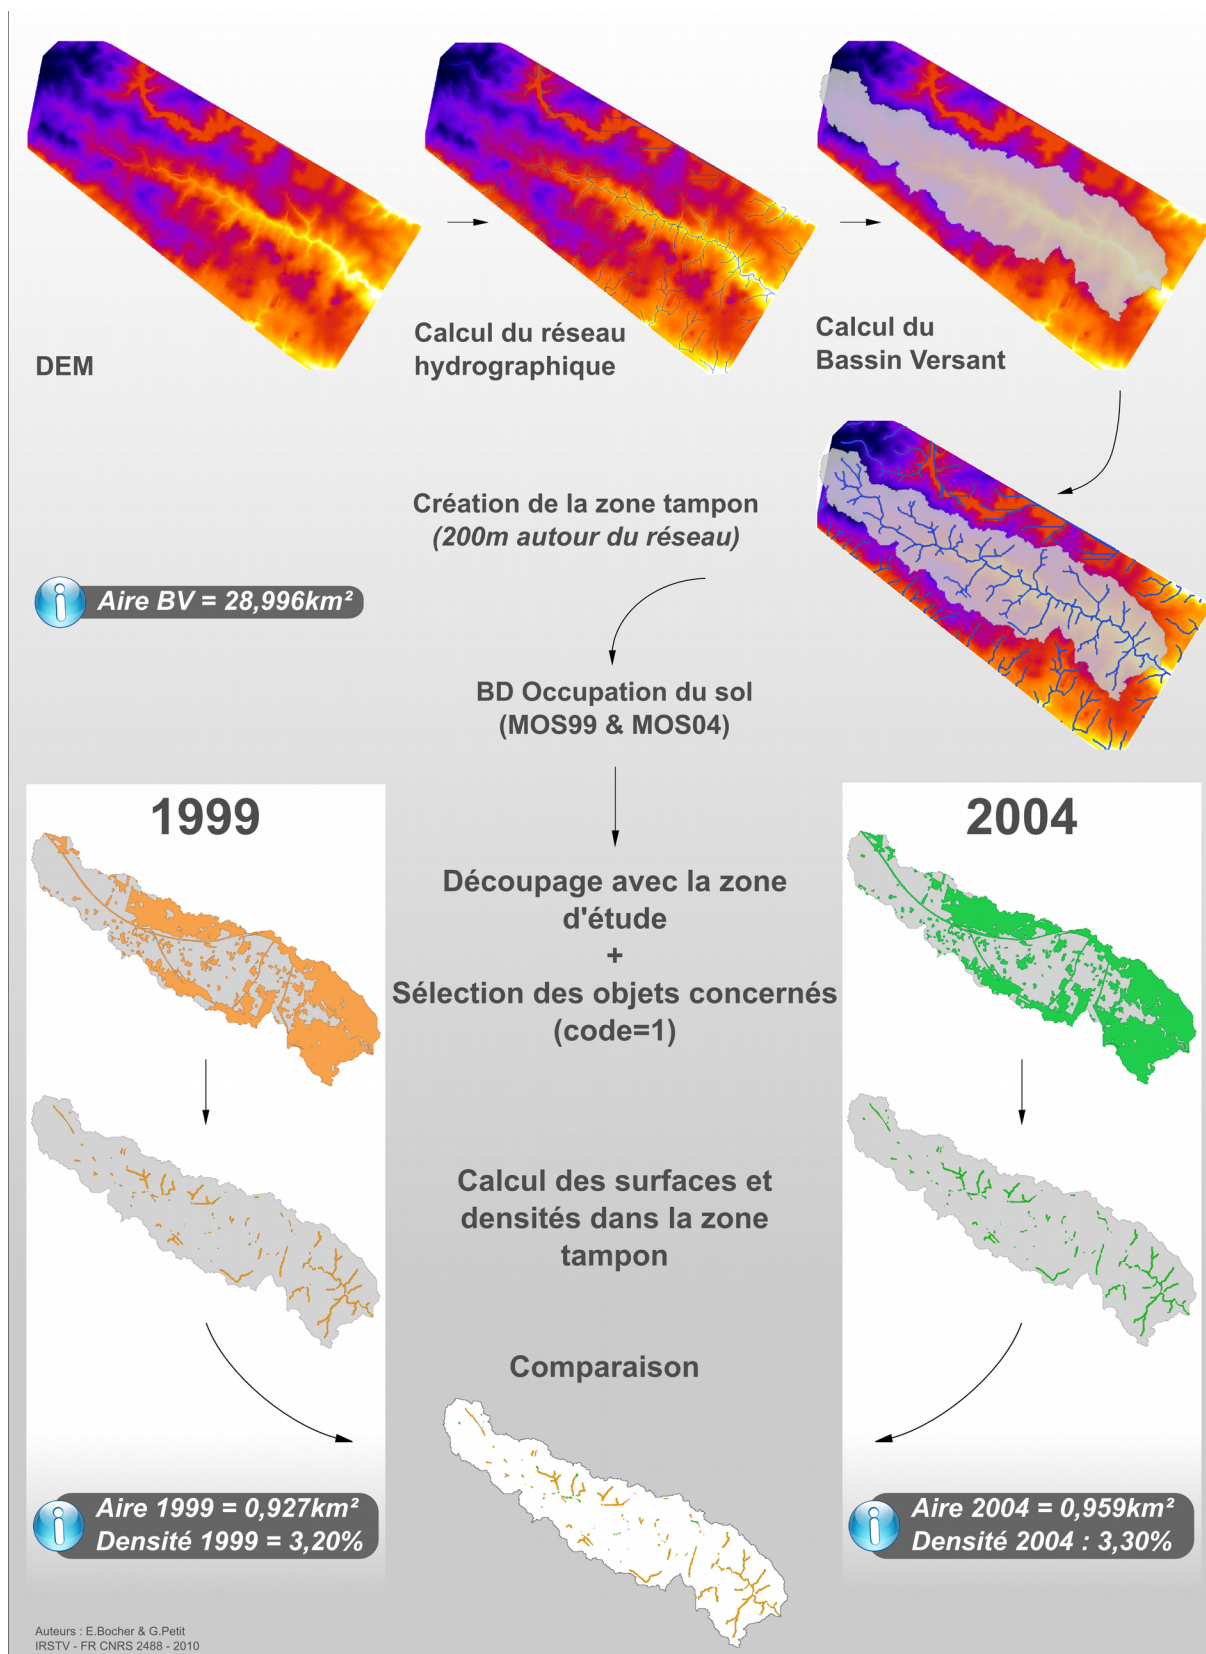 DEM
Calcul du réseau
hydrographique
Calcul du
Bassin Versant
Création de la zone tampon
(200m autour du réseau)
Aire BV = 28,996km²
BD Occupation du sol
(MOS99 & MOS04)
1999
2004
Découpage avec la zone
d'étude
+
Sélection des objets concernés
(code=1)
Calcul des surfaces et
densités dans la zone
tampon
Comparaison
Aire 1999 = 0,927km²
Densité 1999 = 3,20%
Aire 2004 = 0,959km²
Densité 2004 : 3,30%
Auteurs : E.Bocher & G.Petit
IRSTV - FR CNRS 2488 - 2010